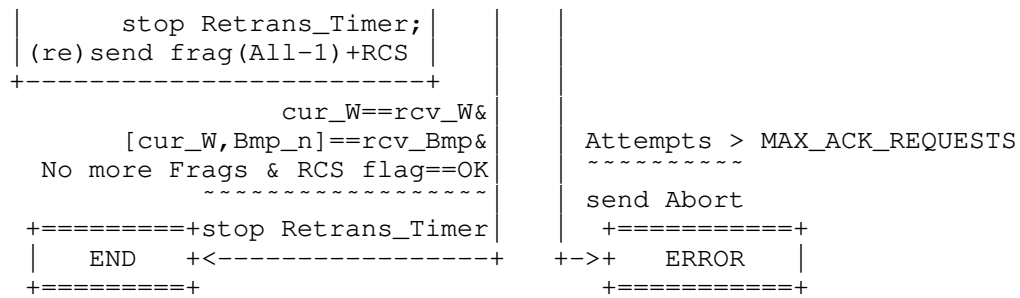 |       stop Retrans_Timer;|   |   |
|(re)send frag(All-1)+RCS |   |   |
+-------------------------+   |   |
cur_W==rcv_W&|   |
[cur_W,Bmp_n]==rcv_Bmp&|   | Attempts > MAX_ACK_REQUESTS
No more Frags & RCS flag==OK|   | ~~~~~~~~~~
~~~~~~~~~~~~~~~~~~|   | send Abort
+=========+stop Retrans_Timer|   |  +===========+
|   END   +<-----------------+   +->+   ERROR   |
+=========+                         +===========+